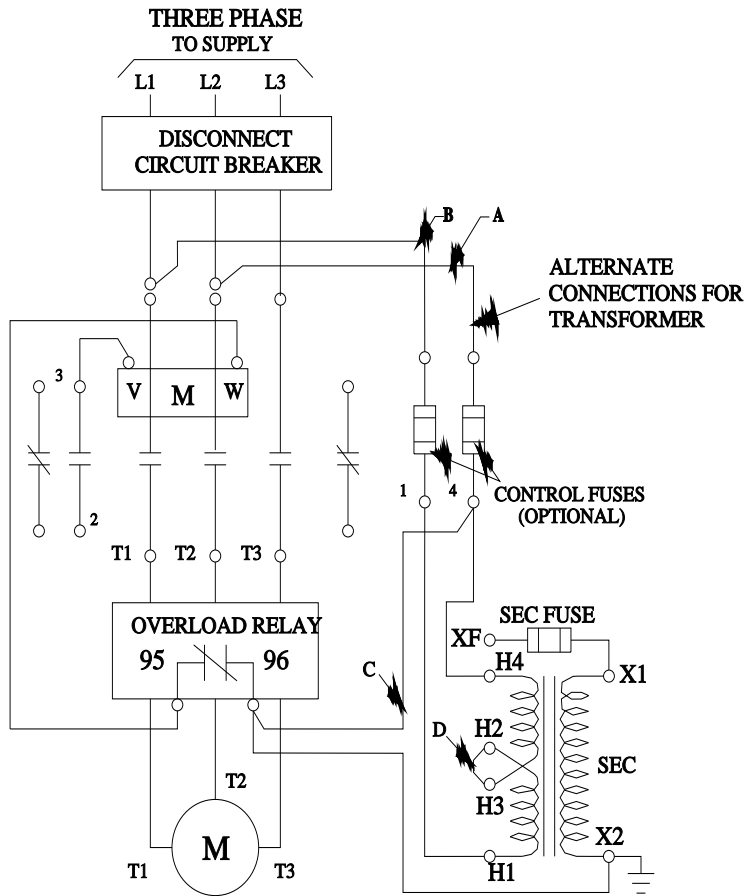 THREE PHASE
TO SUPPLY
L1 L2 L3
DISCONNECT
CIRCUIT BREAKER
B A
ALTERNATE
CONNECTIONS FOR
TRANSFORMER
3
V M W
1 4
CONTROL FUSES
(OPTIONAL)
2
T1 T2 T3
OVERLOAD RELAY
95 96
SEC FUSE
XF
H4 X1
C
D H2
SEC
H3
T2
X2
M
T1 T3
H1